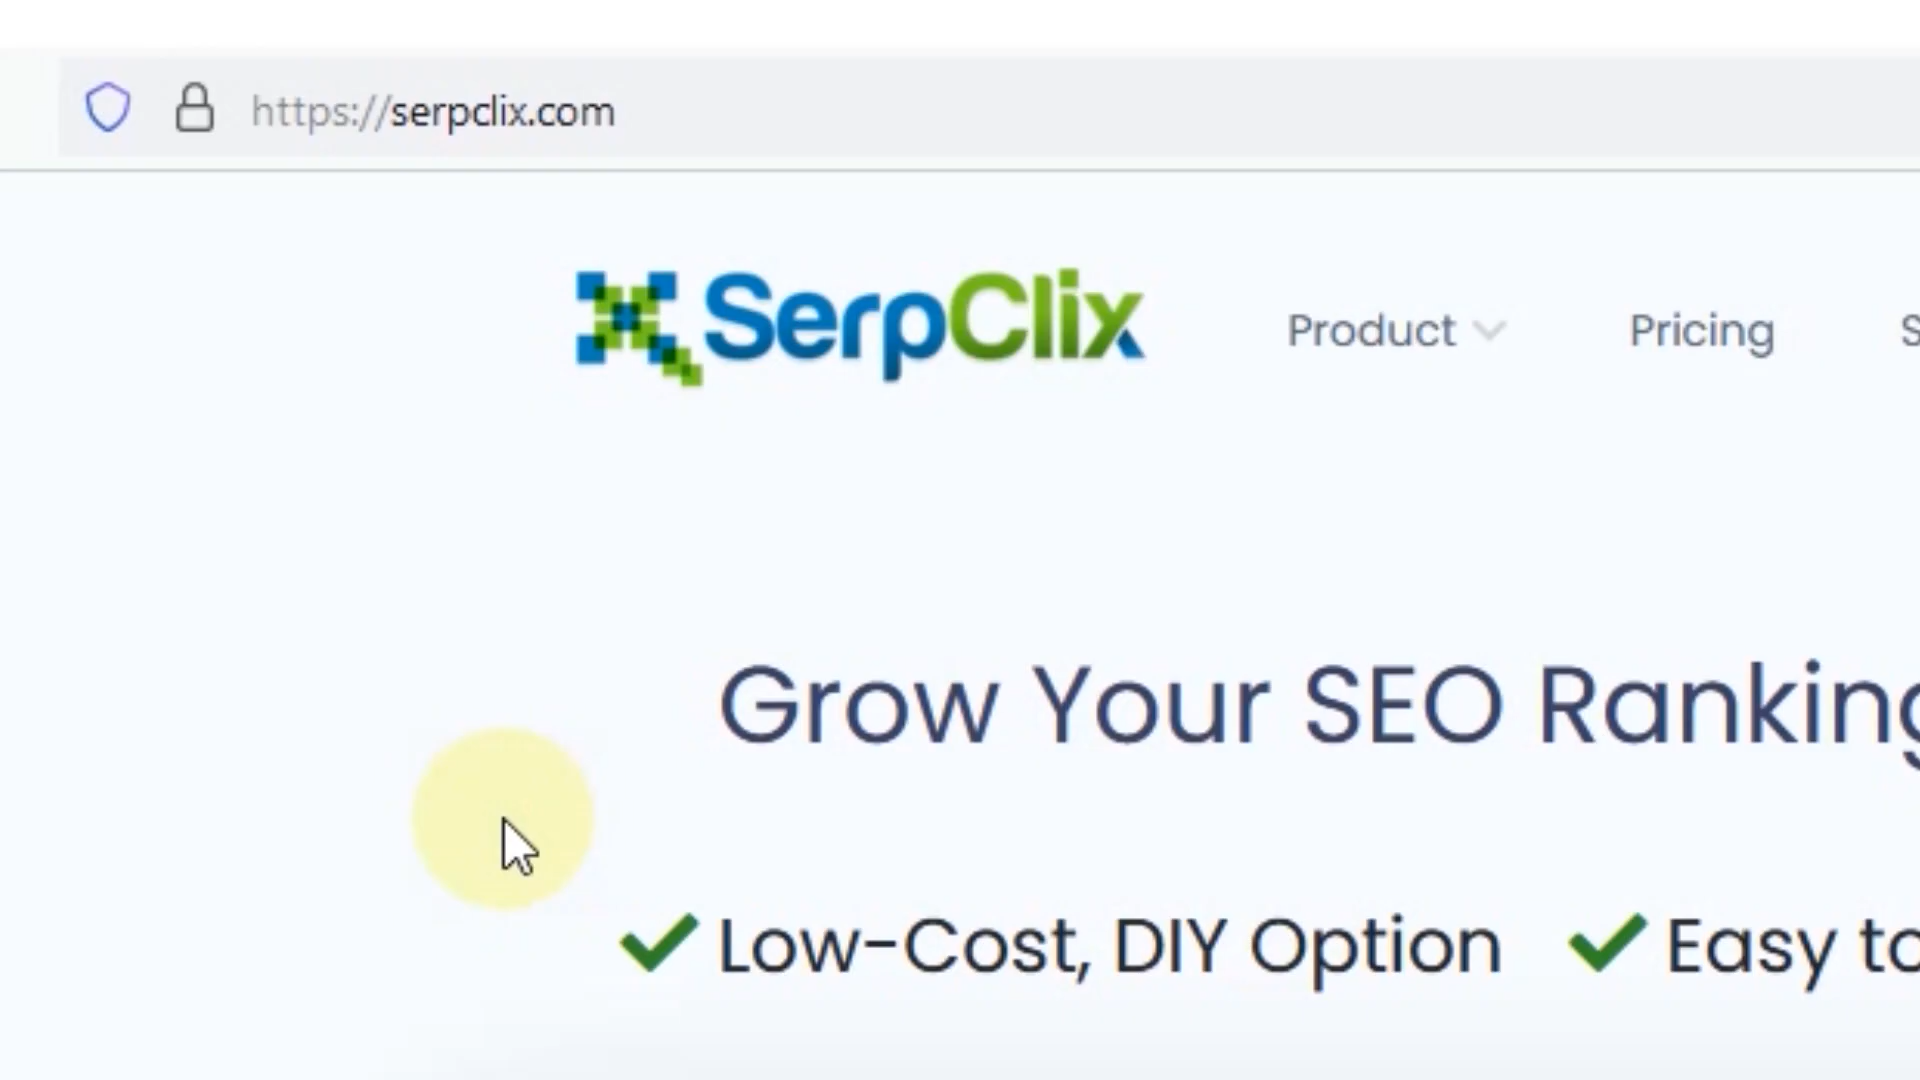 https://serpclix.com
SerpClix Product Pricing
Grow Your SEO Ranking
Low-Cost, DIY Option Easy to